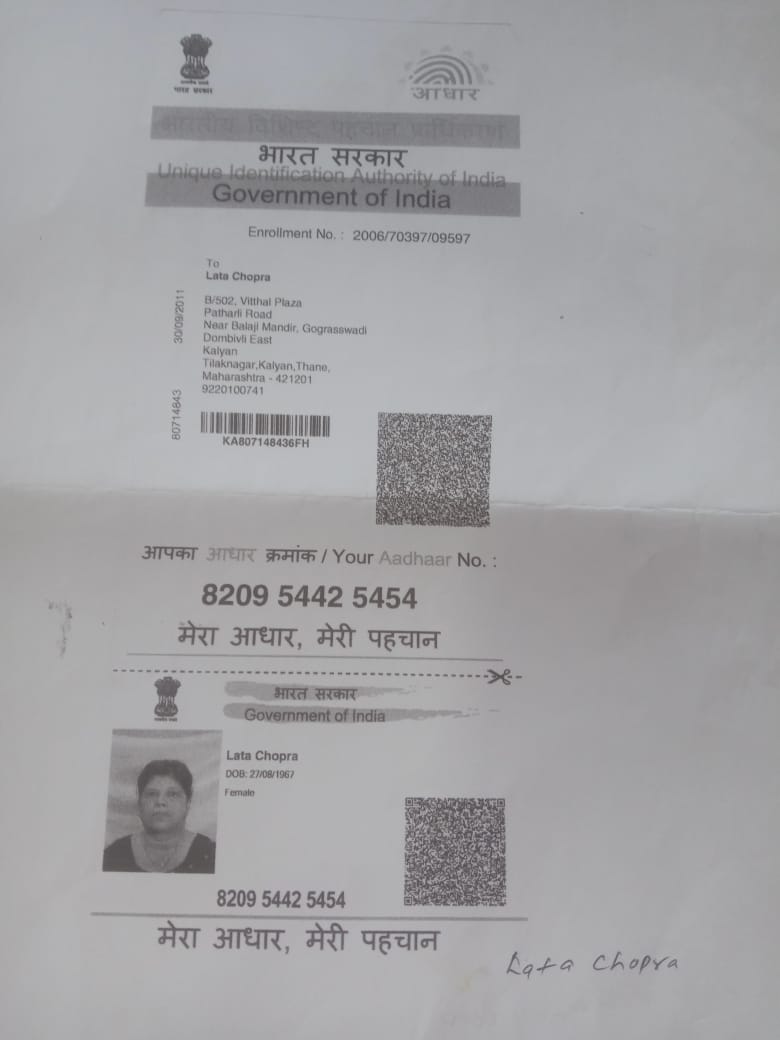 भारत सरकार
आधार
भारतीय विशिष्ट पहचान प्राधिकरण
भारत सरकार
Unique Identification Authority of India
Government of India
Enrollment No. : 2006/70397/09597
To
Lata Chopra
B/502, Vitthal Plaza
Patharli Road
Near Balaji Mandir, Gograsswadi
Dombivli East
Kalyan
Tilaknagar,Kalyan,Thane,
Maharashtra - 421201
9220100741
30/09/2011
80714843
KA807148436FH
आपका आधार क्रमांक / Your Aadhaar No. :
8209 5442 5454
मेरा आधार, मेरी पहचान
भारत सरकार
Government of India
Lata Chopra
DOB: 27/08/1967
Female
8209 5442 5454
मेरा आधार, मेरी पहचान
Lata Chopra